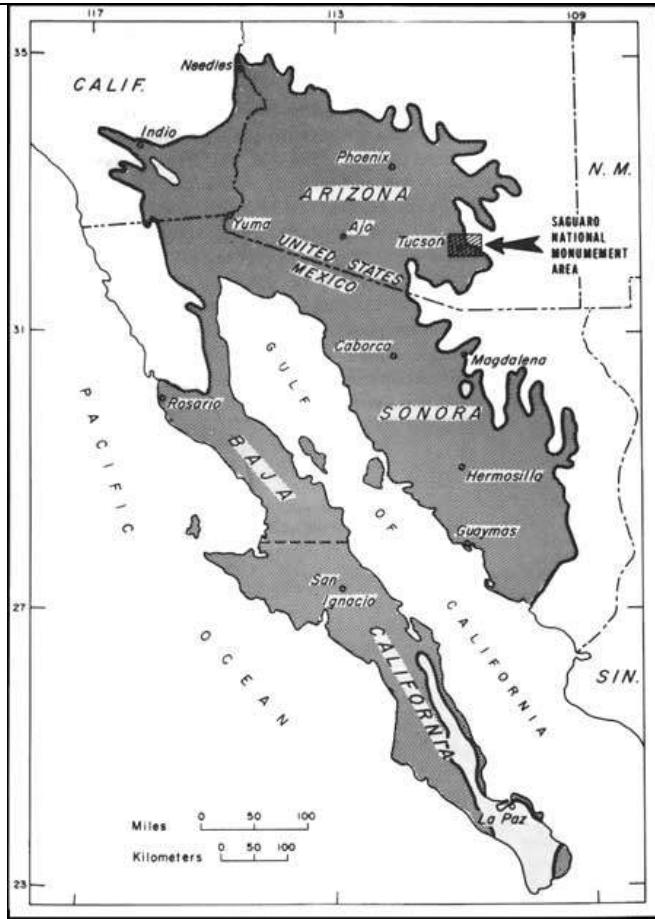 117 113 109
35
Needles
CALIF.
Indio
Phoenix
N. M.
ARIZONA
Yuma
Ajo
Tucson
SAGUARO
NATIONAL
MONUMEMENT
AREA
UNITED STATES
MEXICO
31
Caborca
Magdalena
GULF
OF
CALIFORNIA
Rosario
SONORA
PACIFIC
OCEAN
BAJA
CALIFORNIA
Hermosilla
Guaymas
27
San
Ignacio
SIN.
La Paz
Miles 0 50 100
Kilometers 0 50 100
23